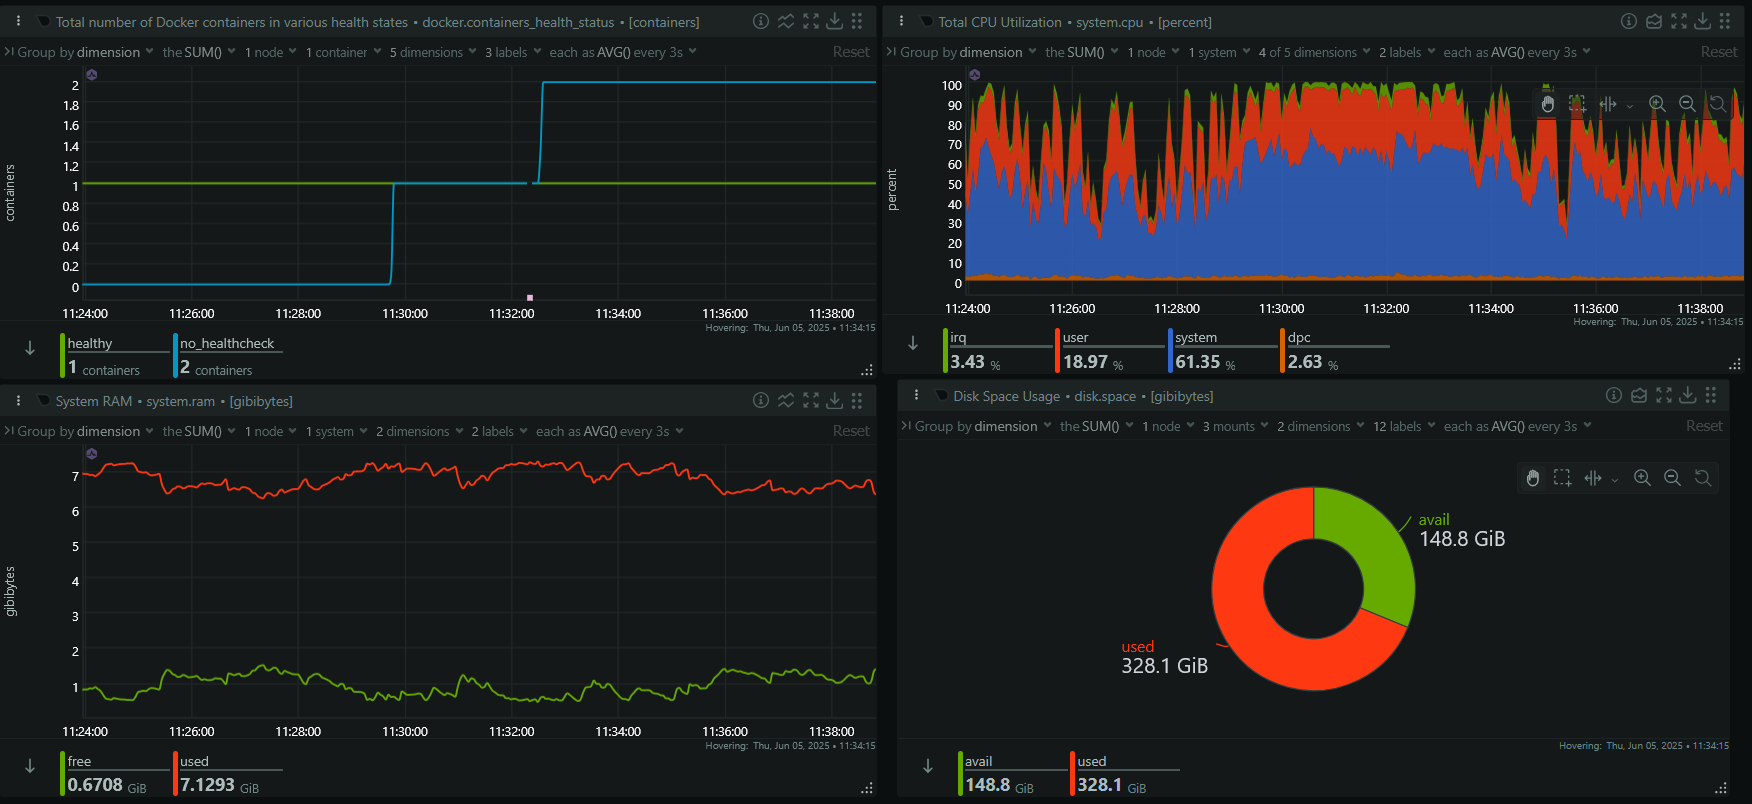 Total number of Docker containers in various health states • docker.containers_health_status • [containers]
Group by dimension the SUM() 1 node 1 container 5 dimensions 3 labels each as AVG() every 3s Reset
containers
2
1.8
1.6
1.4
1.2
1
0.8
0.6
0.4
0.2
0
11:24:00 11:26:00 11:28:00 11:30:00 11:32:00 11:34:00 11:36:00 11:38:00
Hovering: Thu, Jun 05, 2025 • 11:34:15
healthy
1 containers
no_healthcheck
2 containers
Total CPU Utilization • system.cpu • [percent]
Group by dimension the SUM() 1 node 1 system 4 of 5 dimensions 2 labels each as AVG() every 3s Reset
percent
100
90
80
70
60
50
40
30
20
10
0
11:24:00 11:26:00 11:28:00 11:30:00 11:32:00 11:34:00 11:36:00 11:38:00
Hovering: Thu, Jun 05, 2025 • 11:34:15
irq
3.43 %
user
18.97 %
system
61.35 %
dpc
2.63 %
System RAM • system.ram • [gibibytes]
Group by dimension the SUM() 1 node 1 system 2 dimensions 2 labels each as AVG() every 3s Reset
gibibytes
7
6
5
4
3
2
1
11:24:00 11:26:00 11:28:00 11:30:00 11:32:00 11:34:00 11:36:00 11:38:00
Hovering: Thu, Jun 05, 2025 • 11:34:15
free
0.6708 GiB
used
7.1293 GiB
Disk Space Usage • disk.space • [gibibytes]
Group by dimension the SUM() 1 node 3 mounts 2 dimensions 12 labels each as AVG() every 3s Reset
avail
148.8 GiB
used
328.1 GiB
Hovering: Thu, Jun 05, 2025 • 11:34:15
avail
148.8 GiB
used
328.1 GiB